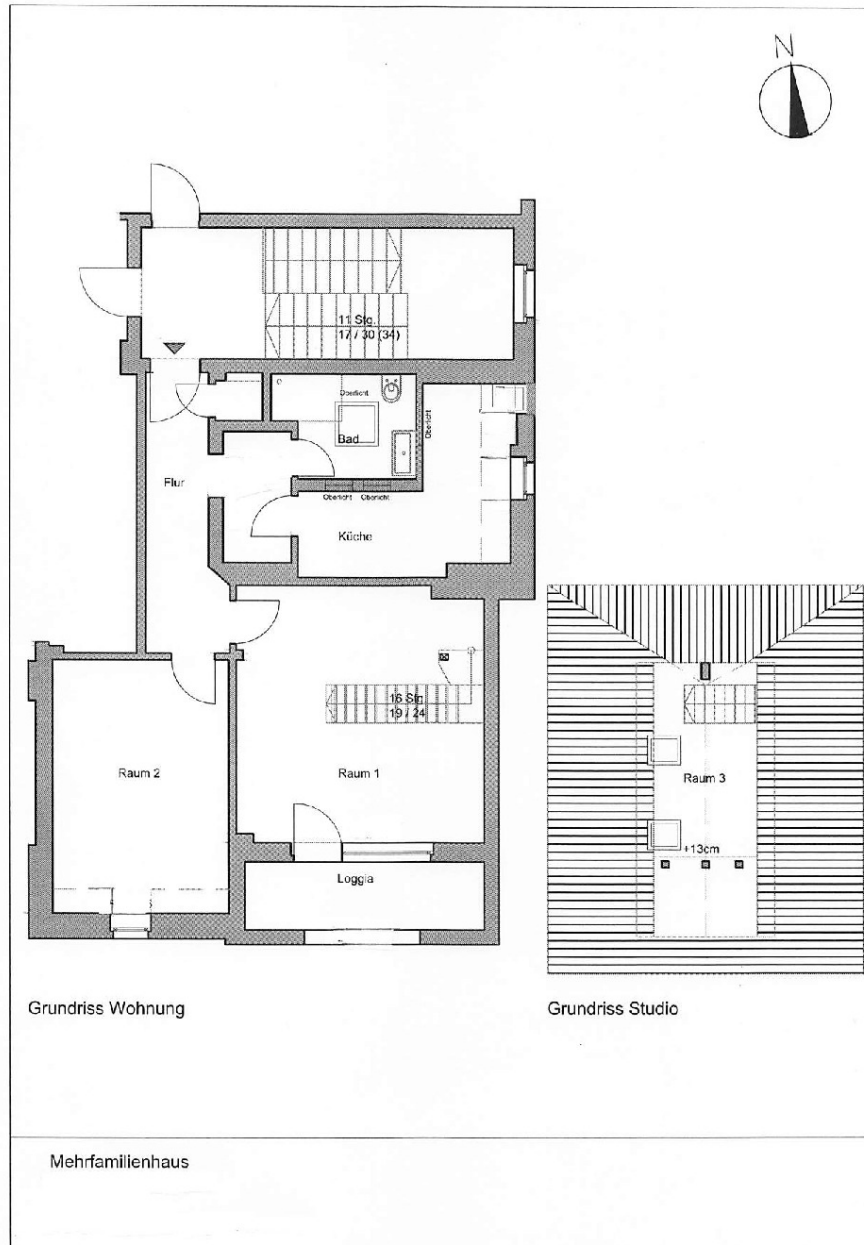 N
11 Stg.
17 / 30 (34)
Oberlicht
Bad
Oberlicht
Flur
Oberlicht Oberlicht
Küche
16 Stg
19 / 24
Raum 2
Raum 1
Raum 3
+13cm
Loggia
Grundriss Wohnung
Grundriss Studio
Mehrfamilienhaus